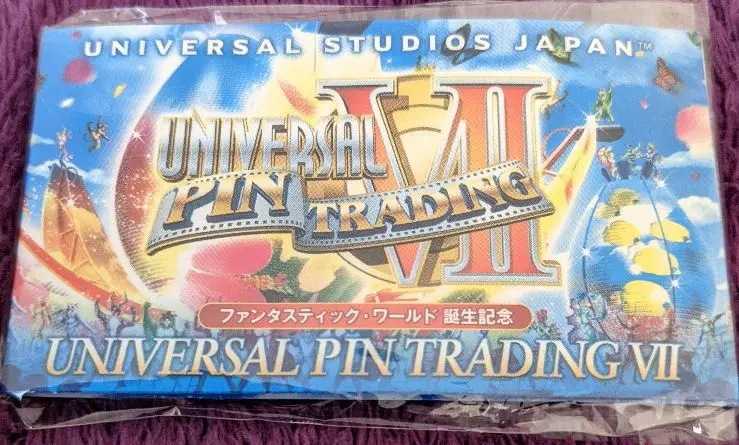 UNIVERSAL STUDIOS JAPAN™
UNIVERSAL
PIN TRADING
VII
ファンタスティック・ワールド 誕生記念
UNIVERSAL PIN TRADING VII